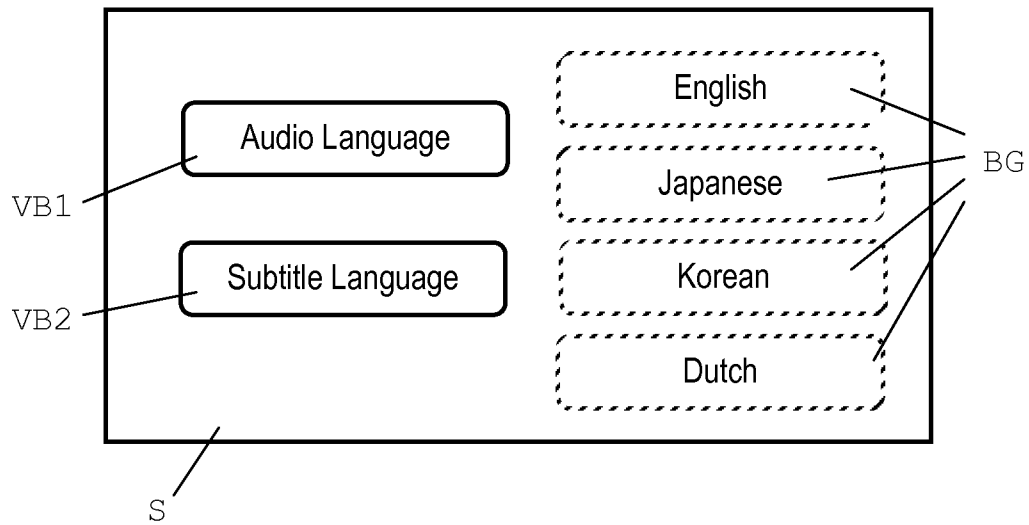 English
Audio Language
BG
Japanese
VB1
Subtitle Language
Korean
VB2
Dutch
S